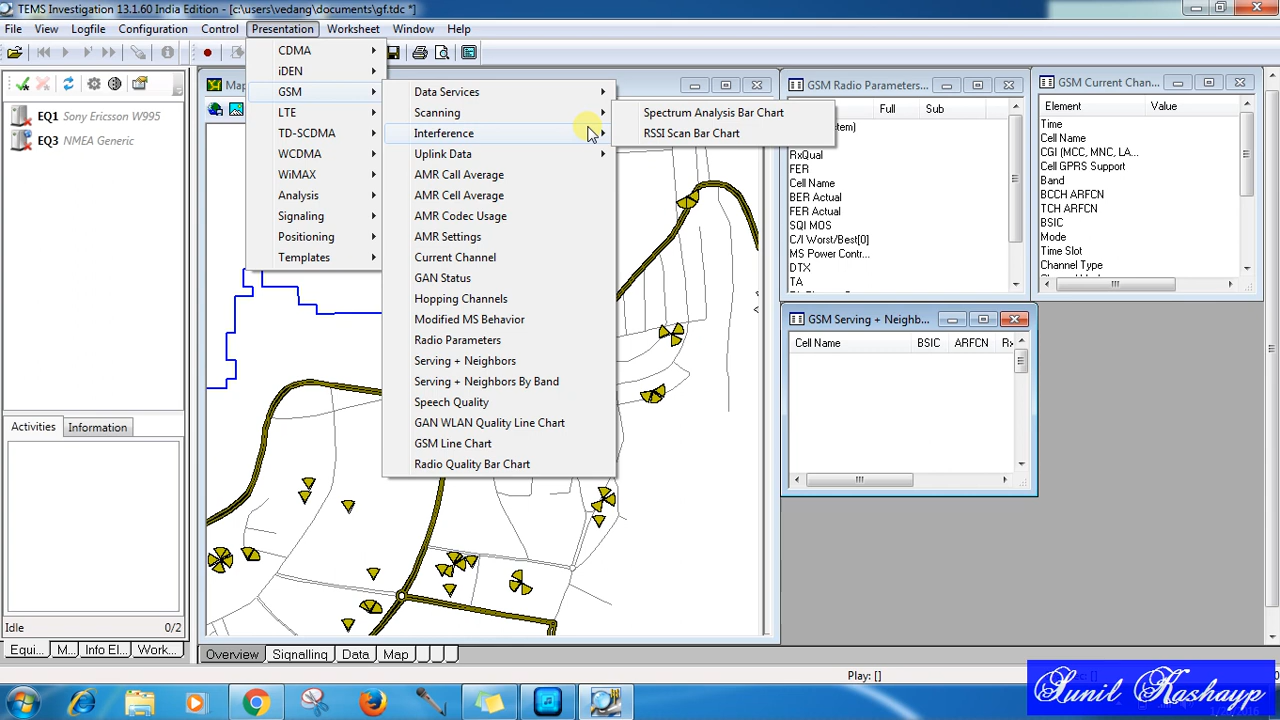 TEMS Investigation 13.1.60 India Edition - [c:\users\vedang\documents\gf.tdc *]
File View Logfile Configuration Control Presentation Worksheet Window Help
EQ1 Sony Ericsson W995
EQ3 NMEA Generic
Activities Information
Idle 0/2
Equi... M... Info El... Work...
CDMA
iDEN
GSM
LTE
TD-SCDMA
WCDMA
WiMAX
Analysis
Signaling
Positioning
Templates
Data Services
Scanning
Interference
Uplink Data
AMR Call Average
AMR Cell Average
AMR Codec Usage
AMR Settings
Current Channel
GAN Status
Hopping Channels
Modified MS Behavior
Radio Parameters
Serving + Neighbors
Serving + Neighbors By Band
Speech Quality
GAN WLAN Quality Line Chart
GSM Line Chart
Radio Quality Bar Chart
Spectrum Analysis Bar Chart
RSSI Scan Bar Chart
Map
GSM Radio Parameters...
Full Sub
RxQual
FER
Cell Name
BER Actual
FER Actual
SQI MOS
C/I Worst/Best[0]
MS Power Contr...
DTX
TA
GSM Current Chan...
Element Value
Time
Cell Name
CGI (MCC, MNC, LA...
Cell GPRS Support
Band
BCCH ARFCN
TCH ARFCN
BSIC
Mode
Time Slot
Channel Type
GSM Serving + Neighb...
Cell Name BSIC ARFCN
Overview Signalling Data Map
Play: []
Sunil Kashayp